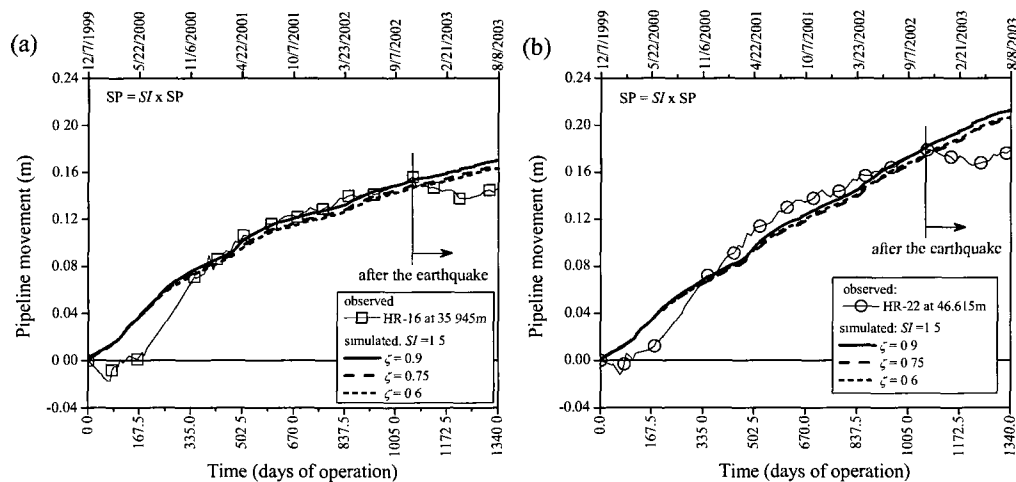 (a)
12/7/1999
5/22/2000
11/6/2000
4/22/2001
10/7/2001
3/23/2002
9/7/2002
2/21/2003
8/8/2003
0.24
0 20
0.16
0.12
0.08
0.04
0.00
-0.04
Pipeline movement (m)
SP = SI x SP
after the earthquake
observed
HR-16 at 35 945m
simulated: SI = 1 5
ζ = 0.9
ζ = 0.75
ζ = 0 6
0.0
167.5
335.0
502.5
670.0
837.5
1005.0
1172.5
1340.0
Time (days of operation)
(b)
12/7/1999
5/22/2000
11/6/2000
4/22/2001
10/7/2001
3/23/2002
9/7/2002
2/21/2003
8/8/2003
0.24
0.20
0.16
0.12
0.08
0.04
0.00
-0.04
Pipeline movement (m)
SP = SI x SP
after the earthquake
observed:
HR-22 at 46.615m
simulated: SI = 1 5
ζ = 0 9
ζ = 0.75
ζ = 0 6
0.0
167.5
335.0
502.5
670.0
837.5
1005.0
1172.5
1340.0
Time (days of operation)